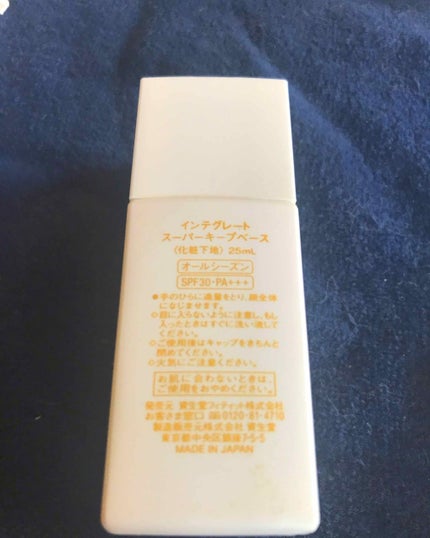 インテグレート
スーパーキープベース
〈化粧下地〉25mL
オールシーズン
SPF30・PA+++
●手のひらに適量をとり、顔全体
になじませます。
○目に入らないように注意し、もし
入ったときはすぐに洗い流して
ください。
○ご使用後はキャップをきちんと
閉めてください。
○火気にご注意ください。
お肌に合わないときは、
ご使用をおやめください。
発売元 資生堂フィティット株式会社
お客さま窓口 0120-81-4710
製造販売元株式会社 資生堂
東京都中央区銀座7-5-5
MADE IN JAPAN